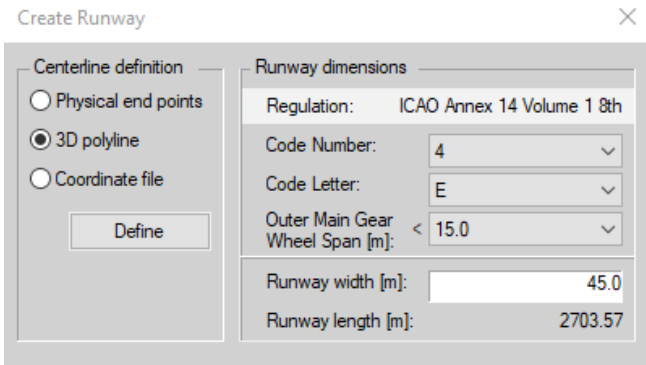 Create Runway
Centerline definition
Physical end points
3D polyline
Coordinate file
Define
Runway dimensions
Regulation: ICAO Annex 14 Volume 1 8th
Code Number: 4
Code Letter: E
Outer Main Gear
Wheel Span [m]: < 15.0
Runway width [m]: 45.0
Runway length [m]: 2703.57